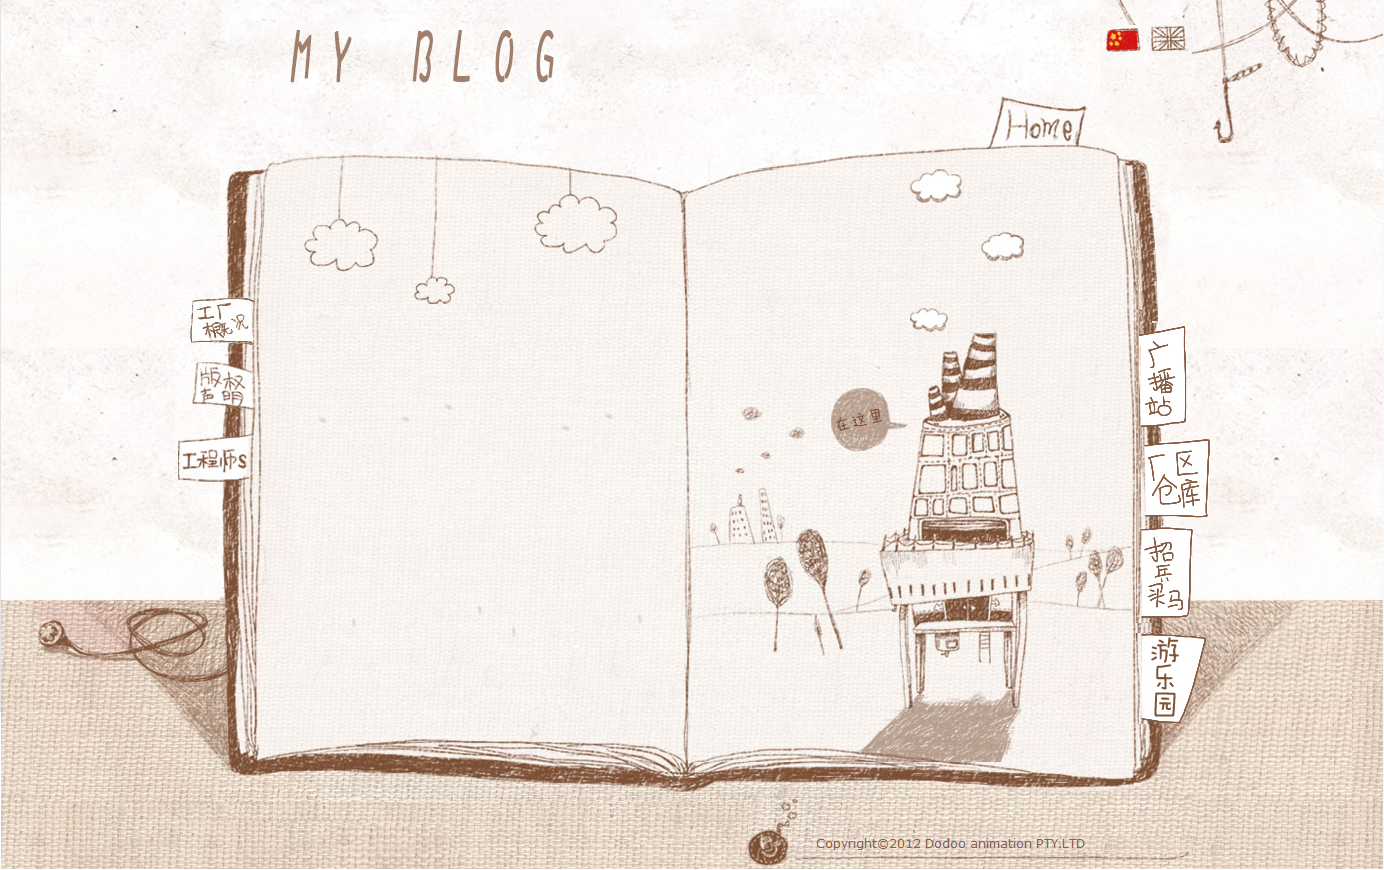 MY BLOG
Home
工厂
概况
版权
声明
工程师s
在这里
广
播
站
厂区
仓库
招
兵
买马
游
乐
园
Copyright©2012 Dodoo animation PTY.LTD